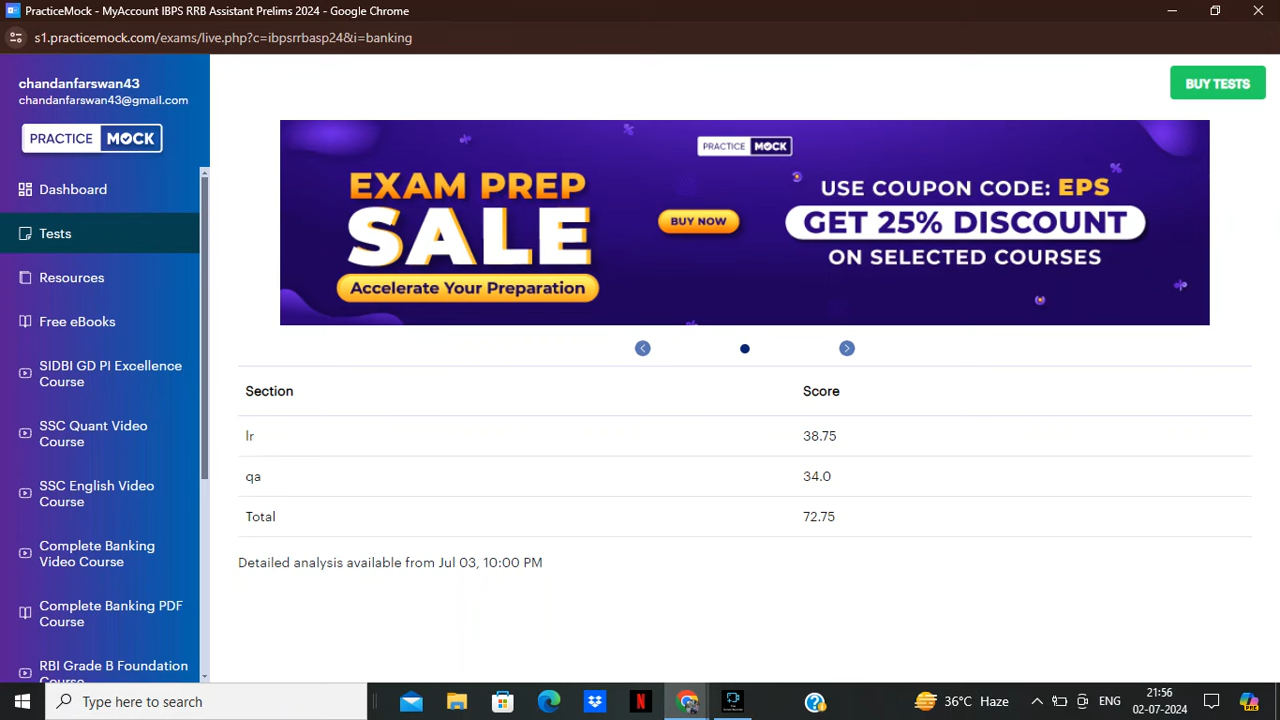 PracticeMock - MyAccount IBPS RRB Assistant Prelims 2024 - Google Chrome
s1.practicemock.com/exams/live.php?c=ibpsrrbasp24&i=banking
chandanfarswan43
chandanfarswan43@gmail.com
PRACTICE MOCK
Dashboard
Tests
Resources
Free eBooks
SIDBI GD PI Excellence
Course
SSC Quant Video
Course
SSC English Video
Course
Complete Banking
Video Course
Complete Banking PDF
Course
RBI Grade B Foundation
Course
BUY TESTS
PRACTICE MOCK
EXAM PREP
SALE
Accelerate Your Preparation
BUY NOW
USE COUPON CODE: EPS
GET 25% DISCOUNT
ON SELECTED COURSES
Section Score
lr 38.75
qa 34.0
Total 72.75
Detailed analysis available from Jul 03, 10:00 PM
Type here to search
36°C Haze
ENG
21:56
02-07-2024